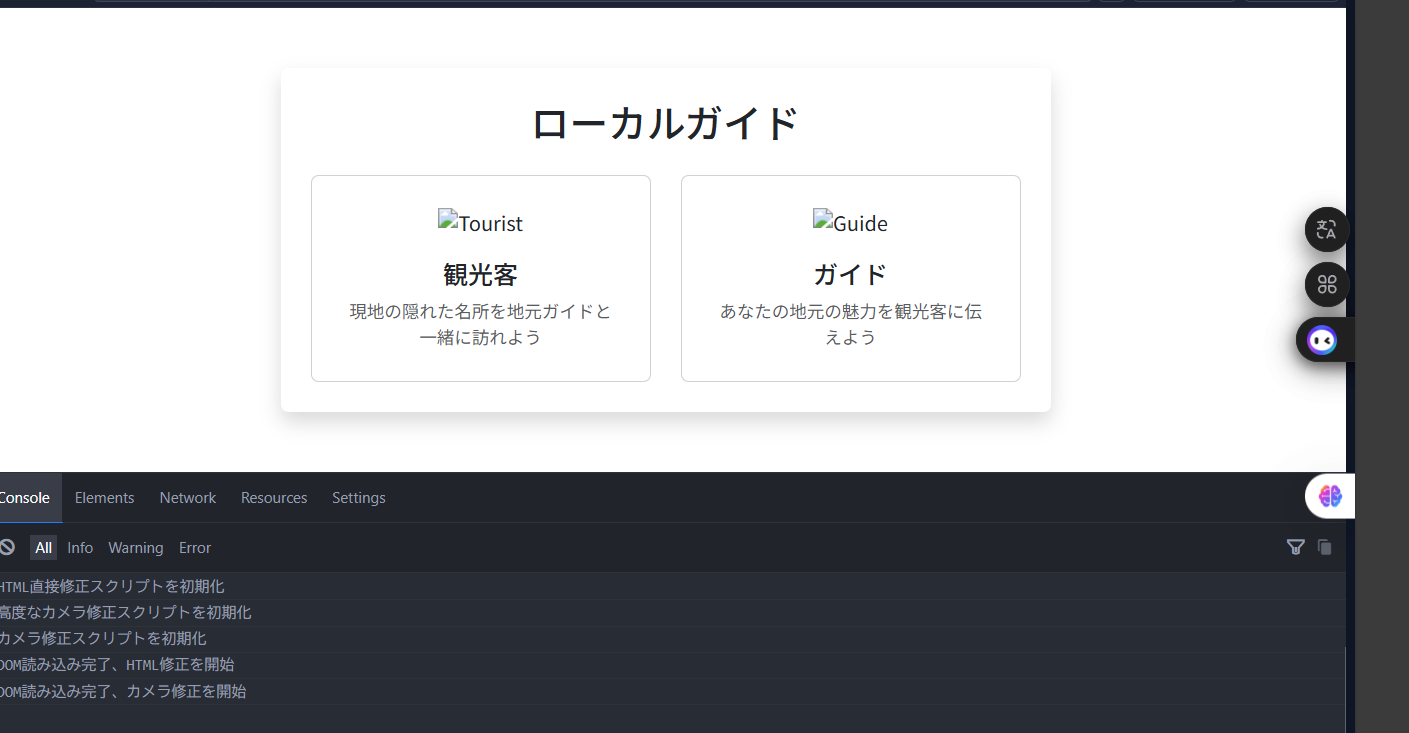 ローカルガイド
Tourist
観光客
現地の隠れた名所を地元ガイドと
一緒に訪れよう
Guide
ガイド
あなたの地元の魅力を観光客に伝
えよう
Console Elements Network Resources Settings
All Info Warning Error
HTML直接修正スクリプトを初期化
高度なカメラ修正スクリプトを初期化
カメラ修正スクリプトを初期化
DOM読み込み完了、HTML修正を開始
DOM読み込み完了、カメラ修正を開始